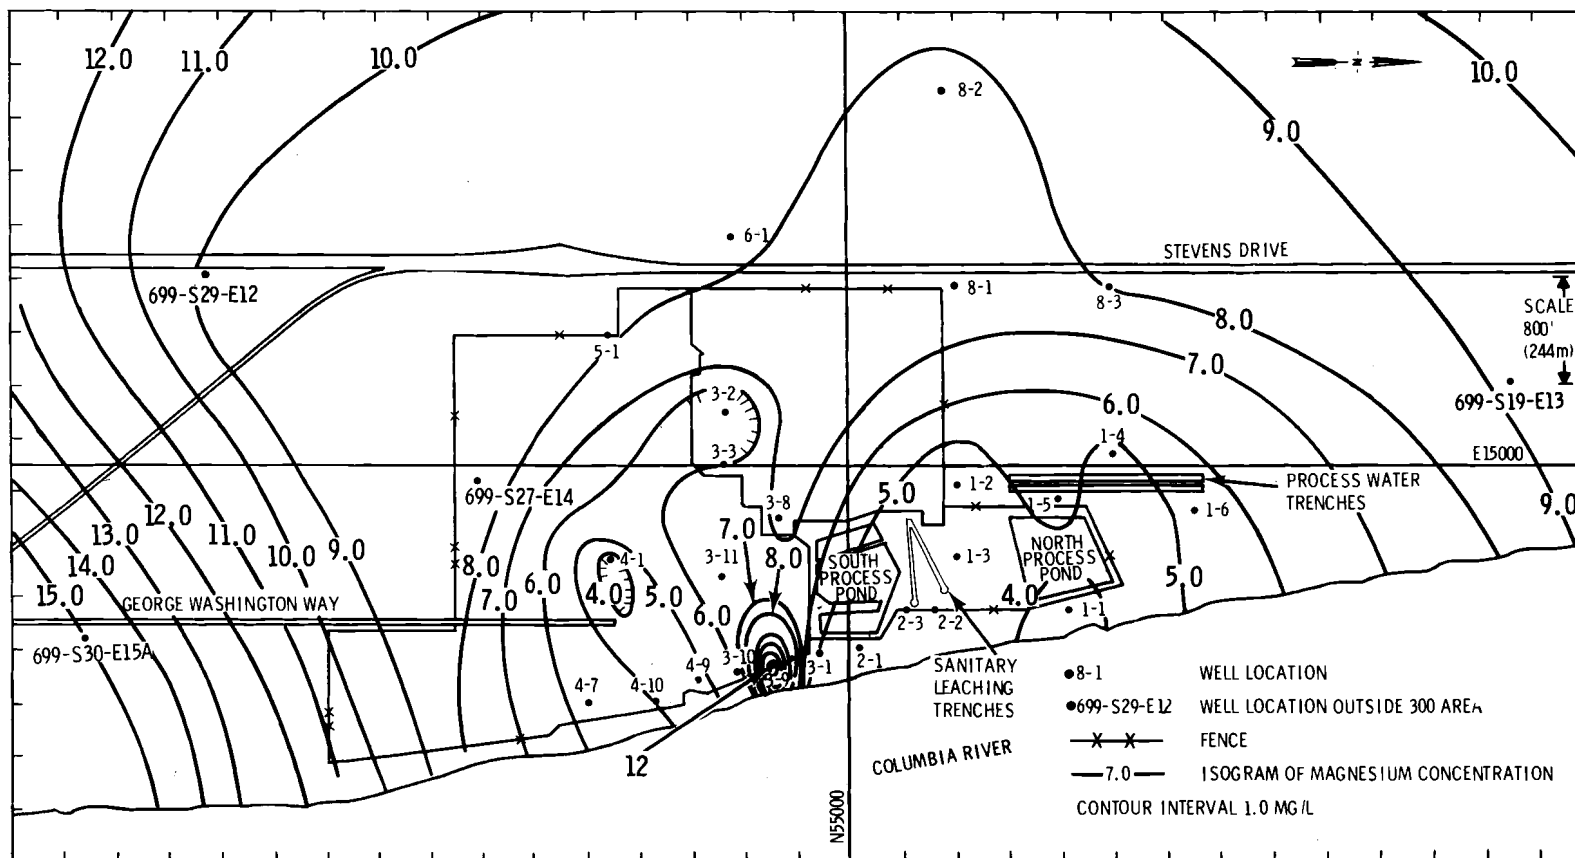 12.0
11.0
10.0
10.0
9.0
z
8-2
6-1
STEVENS DRIVE
699-S29-E12
8-1
8-3
SCALE
800'
(244m)
8.0
5-1
7.0
3-2
6.0
699-S19-E13
1-4
3-3
E15000
699-S27-E14
1-2
PROCESS WATER
TRENCHES
5.0
1-5
1-6
9.0
3-8
7.0
12.0
13.0
11.0
10.0
9.0
14.0
15.0
8.0
7.0
6.0
4-1
4.0
5.0
6.0
3-11
8.0
SOUTH
PROCESS
POND
1-3
NORTH
PROCESS
POND
5.0
4.0
1-1
GEORGE WASHINGTON WAY
2-3
2-2
699-S30-E15A
4-9
3-10
3-9
3-1
2-1
4-7
4-10
SANITARY
LEACHING
TRENCHES
12
COLUMBIA RIVER
N55000
8-1 WELL LOCATION
699-S29-E12 WELL LOCATION OUTSIDE 300 AREA
X X FENCE
7.0 ISOGRAM OF MAGNESIUM CONCENTRATION
CONTOUR INTERVAL 1.0 MG/L